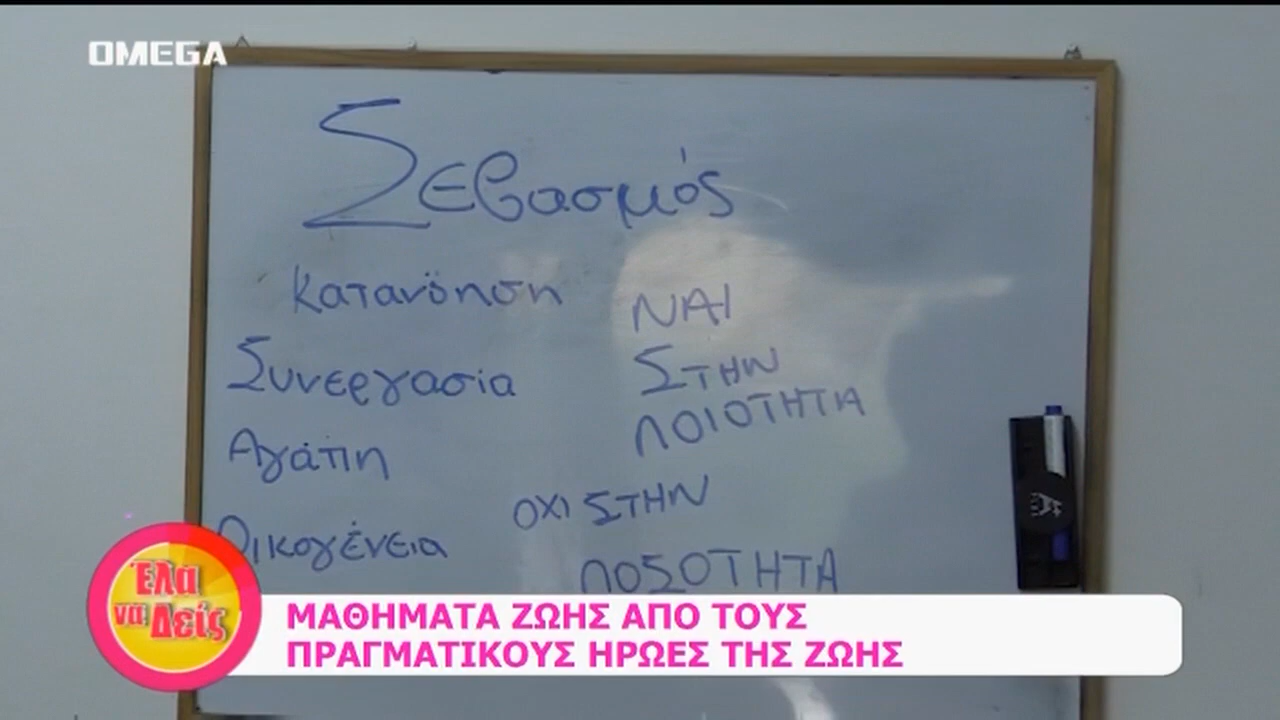 OMEGA
Σεβασμός
Κατανόηση
ΝΑΙ
Συνεργασία
ΣΤΗΝ
ΠΟΙΟΤΗΤΑ
Αγάπη
ΟΧΙ ΣΤΗΝ
Οικογένεια
ΠΟΣΟΤΗΤΑ
Έλα
να Δείς
ΜΑΘΗΜΑΤΑ ΖΩΗΣ ΑΠΟ ΤΟΥΣ
ΠΡΑΓΜΑΤΙΚΟΥΣ ΗΡΩΕΣ ΤΗΣ ΖΩΗΣ